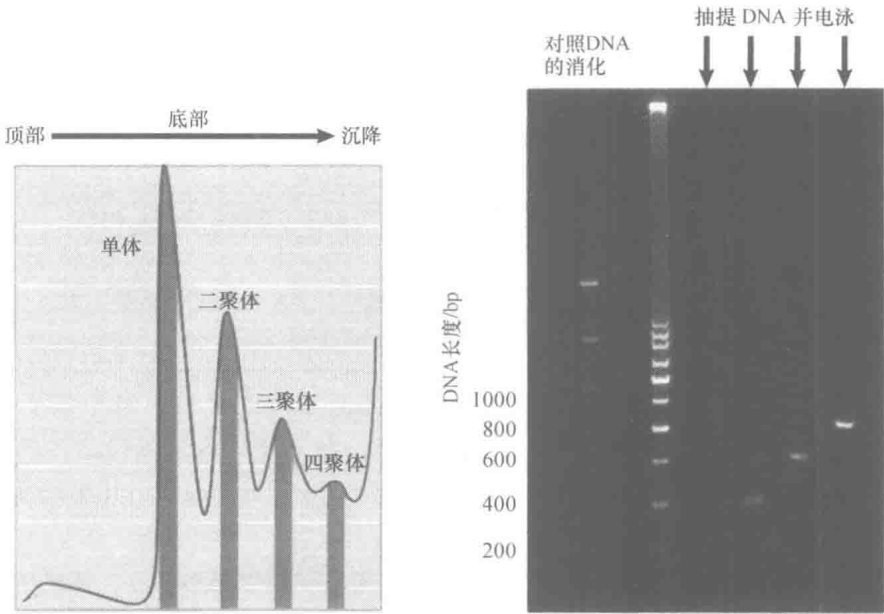 顶部
底部
沉降
单体
二聚体
三聚体
四聚体
对照DNA
的消化
抽提 DNA 并电泳
DNA长度/bp
1000
800
600
400
200